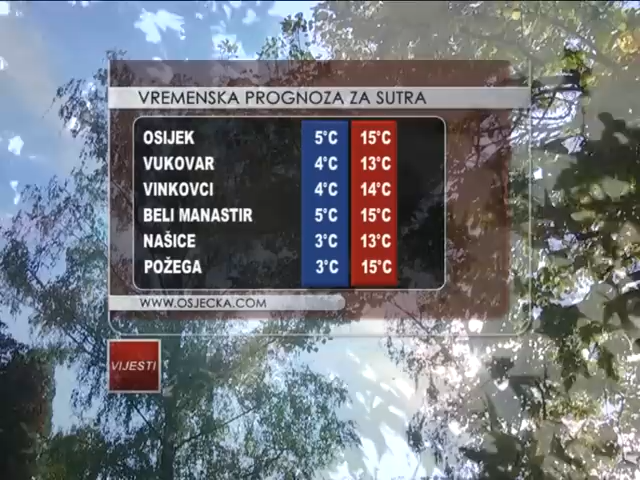 VREMENSKA PROGNOZA ZA SUTRA
OSIJEK 5°C 15°C
VUKOVAR 4°C 13°C
VINKOVCI 4°C 14°C
BELI MANASTIR 5°C 15°C
NAŠICE 3°C 13°C
POŽEGA 3°C 15°C
WWW.OSJECKA.COM
VIJESTI